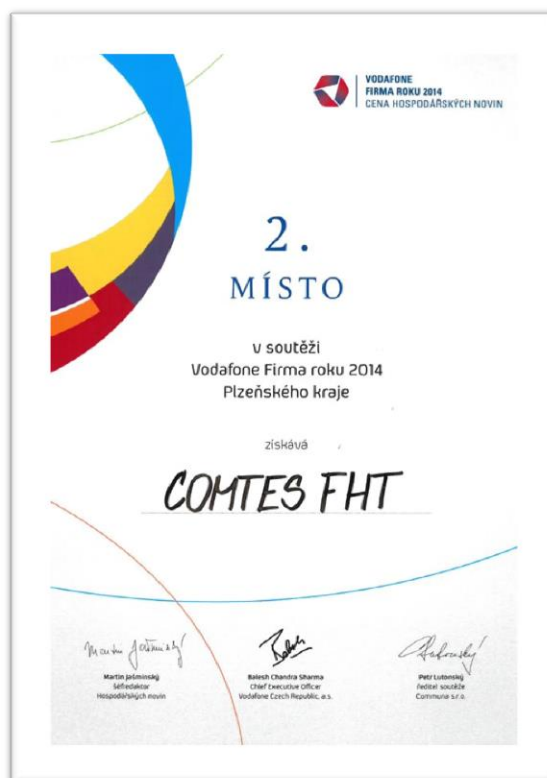 VODAFONE
FIRMA ROKU 2014
CENA HOSPODÁŘSKÝCH NOVIN
2.
MÍSTO
v soutěži
Vodafone Firma roku 2014
Plzeňského kraje
získává
COMTES FHT
Martin Jašminský
šéfredaktor
Hospodářských novin
Balesh Chandra Sharma
Chief Executive Officer
Vodafone Czech Republic, a.s.
Petr Lutonský
ředitel soutěže
Communa s.r.o.